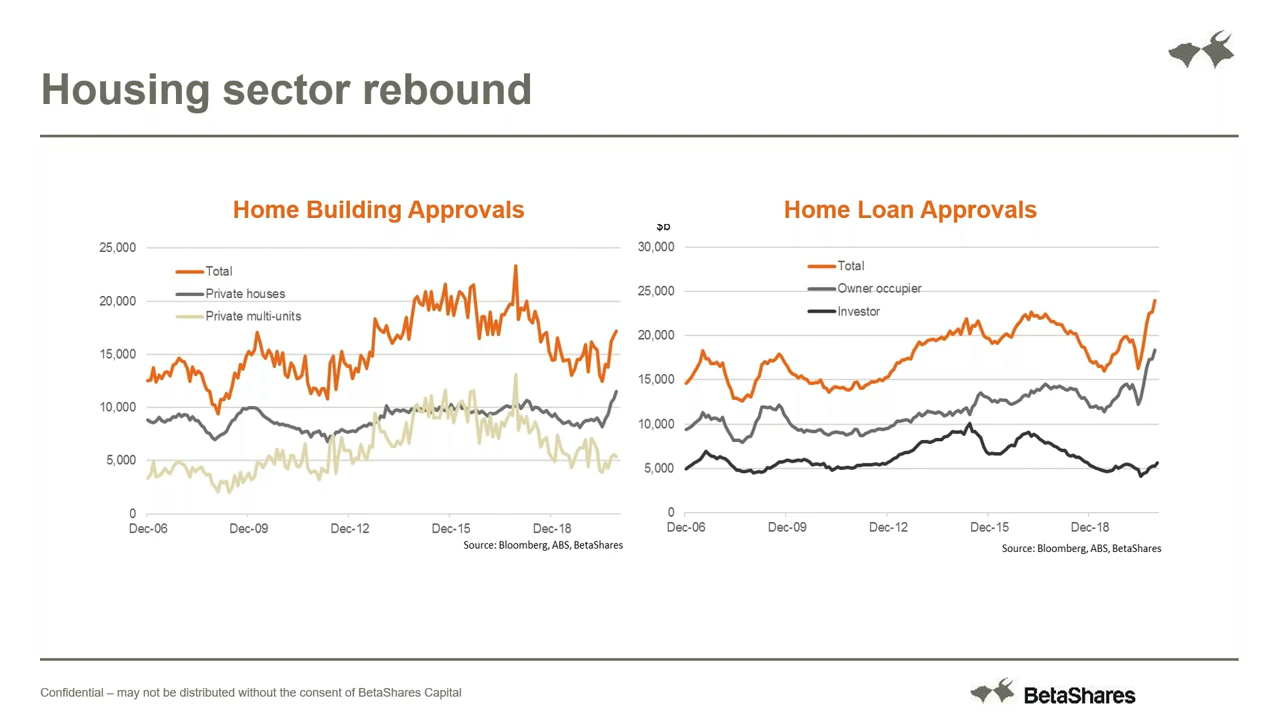 Housing sector rebound
Home Building Approvals
25,000
20,000
15,000
10,000
5,000
0
Total
Private houses
Private multi-units
Dec-06
Dec-09
Dec-12
Dec-15
Dec-18
Source: Bloomberg, ABS, BetaShares
Home Loan Approvals
$b
30,000
25,000
20,000
15,000
10,000
5,000
0
Total
Owner occupier
Investor
Dec-06
Dec-09
Dec-12
Dec-15
Dec-18
Source: Bloomberg, ABS, BetaShares
Confidential – may not be distributed without the consent of BetaShares Capital
BetaShares